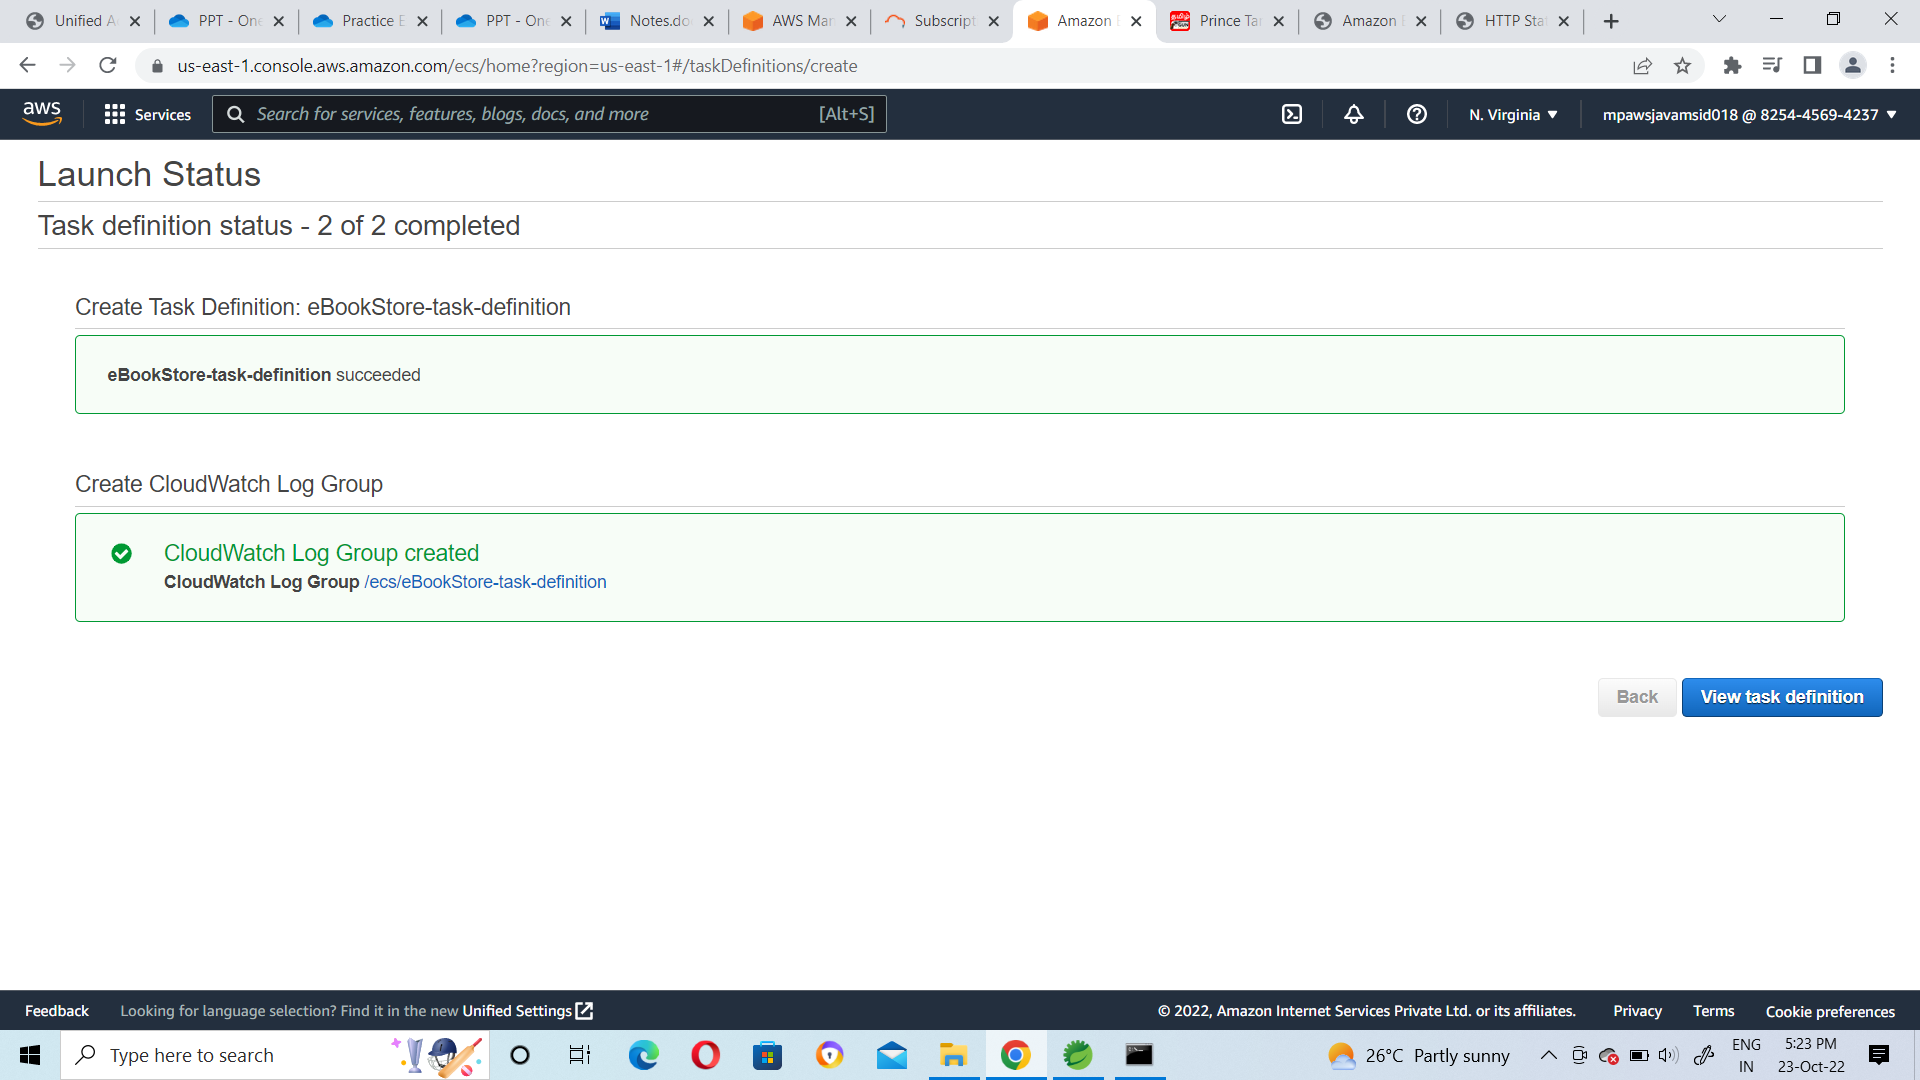 Unified A
PPT - One
Practice E
PPT - One
Notes.do
AWS Man
Subscript
Amazon
Prince Ta
Amazon
HTTP Stat
us-east-1.console.aws.amazon.com/ecs/home?region=us-east-1#/taskDefinitions/create
aws
Services
Search for services, features, blogs, docs, and more
[Alt+S]
N. Virginia
mpawsjavamsid018 @ 8254-4569-4237
Launch Status
Task definition status - 2 of 2 completed
Create Task Definition: eBookStore-task-definition
eBookStore-task-definition succeeded
Create CloudWatch Log Group
CloudWatch Log Group created
CloudWatch Log Group /ecs/eBookStore-task-definition
Back
View task definition
Feedback
Looking for language selection? Find it in the new Unified Settings
© 2022, Amazon Internet Services Private Ltd. or its affiliates.
Privacy
Terms
Cookie preferences
Type here to search
26°C Partly sunny
ENG
IN
5:23 PM
23-Oct-22